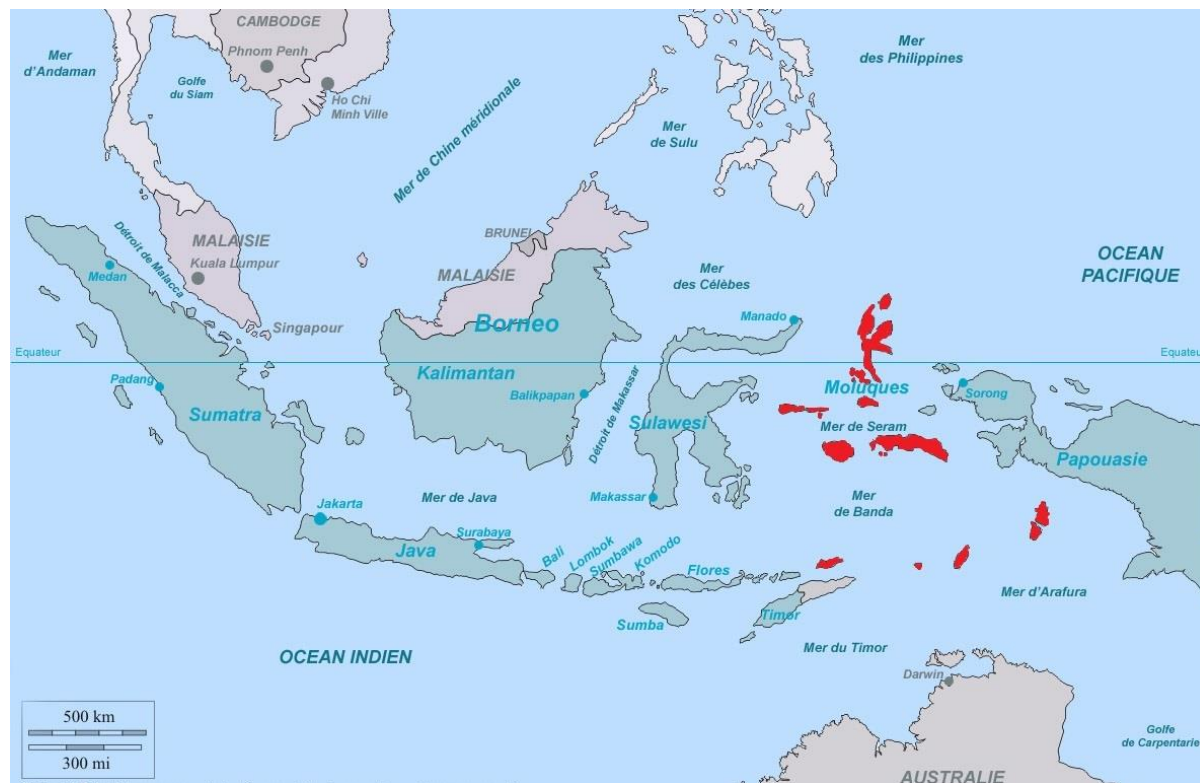 CAMBODGE
Phnom Penh
Mer
d'Andaman
Golfe
du Siam
Ho Chi
Minh Ville
Mer de Chine méridionale
Mer
des Philippines
Mer
de Sulu
MALAISIE
Kuala Lumpur
Détroit de Malacca
Medan
Singapour
BRUNEI
MALAISIE
Mer
des Célèbes
OCEAN
PACIFIQUE
Manado
Borneo
Equateur
Equateur
Padang
Sumatra
Kalimantan
Balikpapan
Détroit de Makassar
Sulawesi
Moluques
Sorong
Mer de Seram
Papouasie
Makassar
Mer de Java
Mer
de Banda
Jakarta
Surabaya
Java
Bali
Lombok
Sumbawa
Komodo
Flores
Sumba
Timor
Mer d'Arafura
Mer du Timor
OCEAN INDIEN
Darwin
Golfe
de Carpentarie
AUSTRALIE
500 km
300 mi